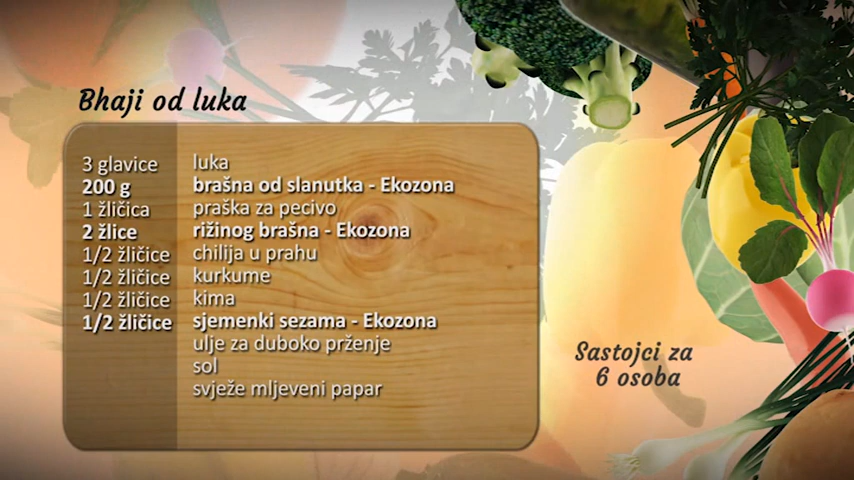 Bhaji od luka
3 glavice luka
200 g brašna od slanutka - Ekozona
1 žličica praška za pecivo
2 žlice rižinog brašna - Ekozona
1/2 žličice chilija u prahu
1/2 žličice kurkume
1/2 žličice kima
1/2 žličice sjemenki sezama - Ekozona
ulje za duboko prženje
sol
svježe mljeveni papar
Sastojci za
6 osoba